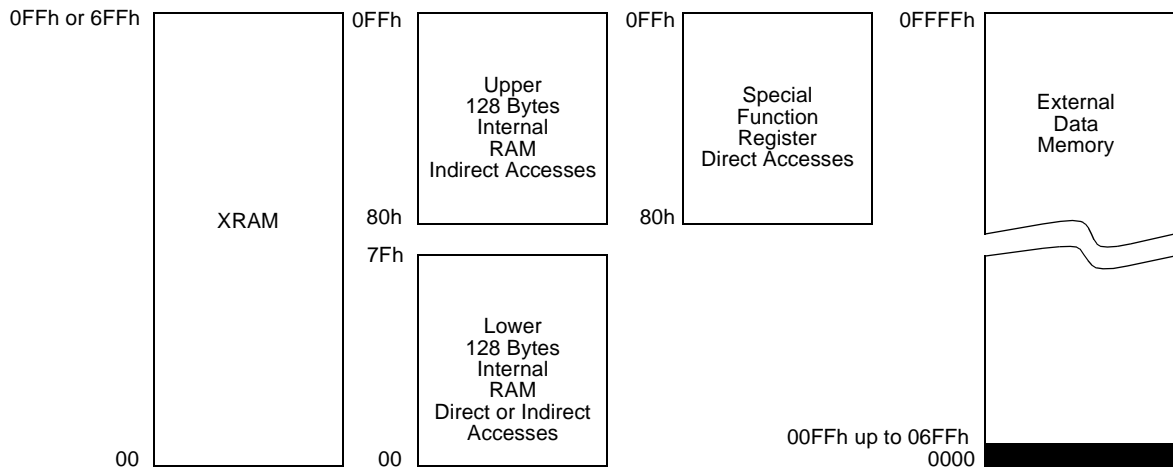 0FFh or 6FFh
XRAM
00
0FFh
Upper
128 Bytes
Internal
RAM
Indirect Accesses
80h
7Fh
Lower
128 Bytes
Internal
RAM
Direct or Indirect
Accesses
00
0FFh
Special
Function
Register
Direct Accesses
80h
0FFFFh
External
Data
Memory
00FFh up to 06FFh
0000